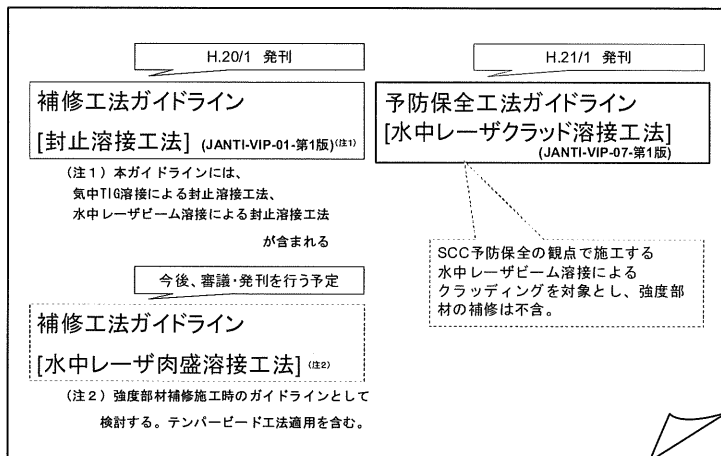 H.20/1 発刊
補修工法ガイドライン
[封止溶接工法] (JANTI-VIP-01-第1版)(注1)
(注1)本ガイドラインには、
気中TIG溶接による封止溶接工法、
水中レーザビーム溶接による封止溶接工法
が含まれる
今後、審議・発刊を行う予定
補修工法ガイドライン
[水中レーザ肉盛溶接工法] (注2)
(注2)強度部材補修施工時のガイドラインとして
検討する。テンパービード工法適用を含む。
H.21/1 発刊
予防保全工法ガイドライン
[水中レーザクラッド溶接工法]
(JANTI-VIP-07-第1版)
SCC予防保全の観点で施工する
水中レーザビーム溶接による
クラッディングを対象とし、強度部
材の補修は不含。